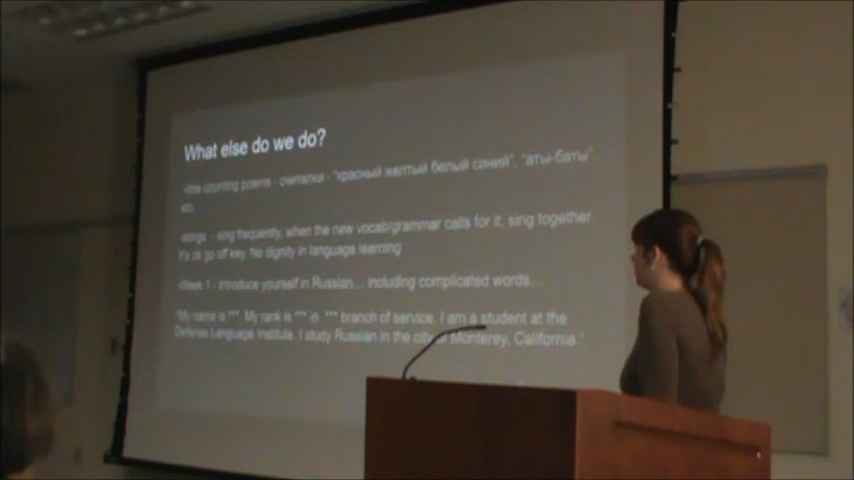 What else do we do?
-little counting poems - считалки - "красный желтый белый синий", "аты-баты",
etc.
-songs - sing frequently, when the new vocab/grammar calls for it, sing together.
It's ok go off key. No dignity in language learning
-Week 1 - introduce yourself in Russian... including complicated words...
"My name is *** My rank is *** in *** branch of service. I am a student at the
Defense Language Institute. I study Russian in the city of Monterey, California."